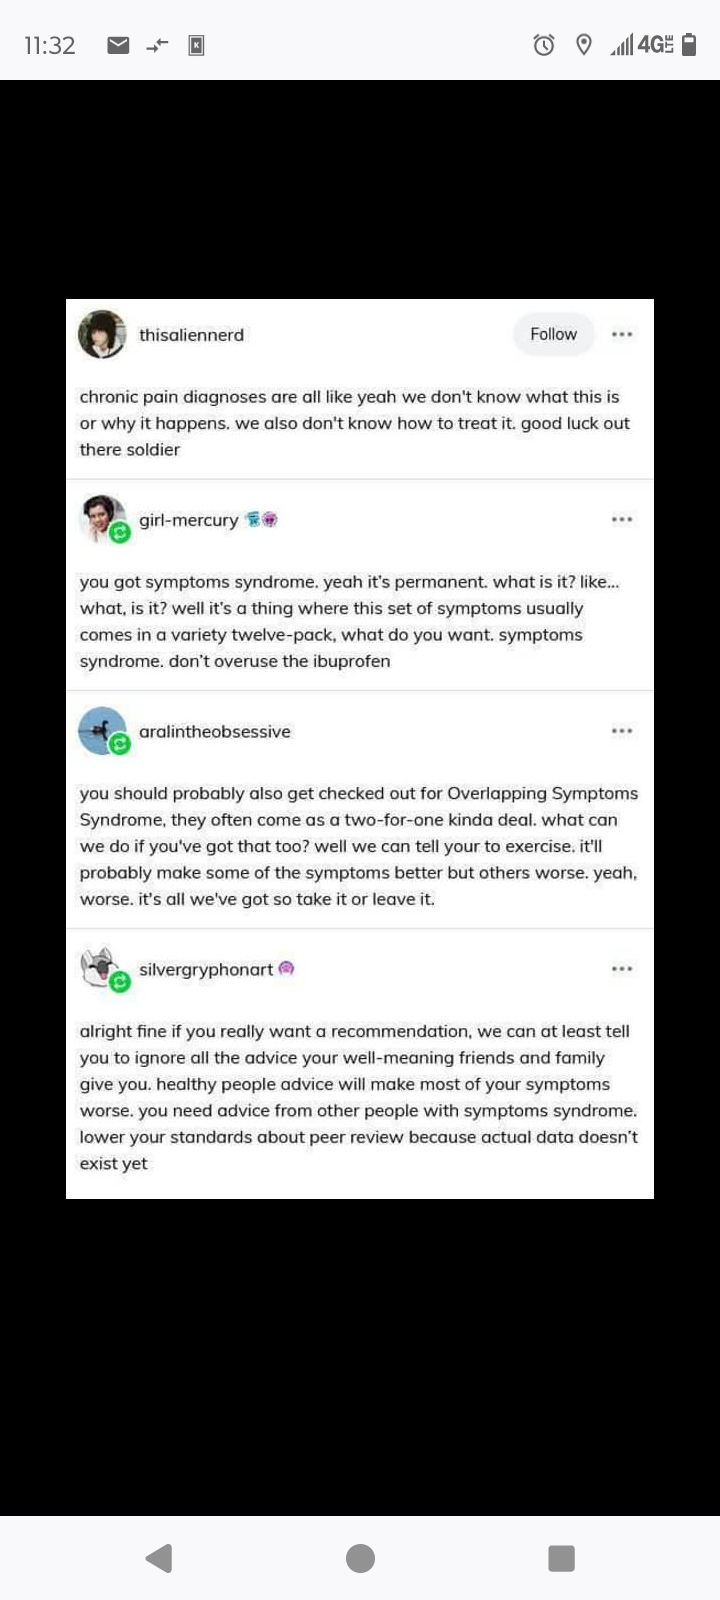 11:32
4G LTE
thisaliennerd
Follow
chronic pain diagnoses are all like yeah we don't know what this is
or why it happens. we also don't know how to treat it. good luck out
there soldier
girl-mercury
you got symptoms syndrome. yeah it's permanent. what is it? like...
what, is it? well it's a thing where this set of symptoms usually
comes in a variety twelve-pack, what do you want. symptoms
syndrome. don't overuse the ibuprofen
aralintheobsessive
you should probably also get checked out for Overlapping Symptoms
Syndrome, they often come as a two-for-one kinda deal. what can
we do if you've got that too? well we can tell your to exercise. it'll
probably make some of the symptoms better but others worse. yeah,
worse. it's all we've got so take it or leave it.
silvergryphonart
alright fine if you really want a recommendation, we can at least tell
you to ignore all the advice your well-meaning friends and family
give you. healthy people advice will make most of your symptoms
worse. you need advice from other people with symptoms syndrome.
lower your standards about peer review because actual data doesn't
exist yet